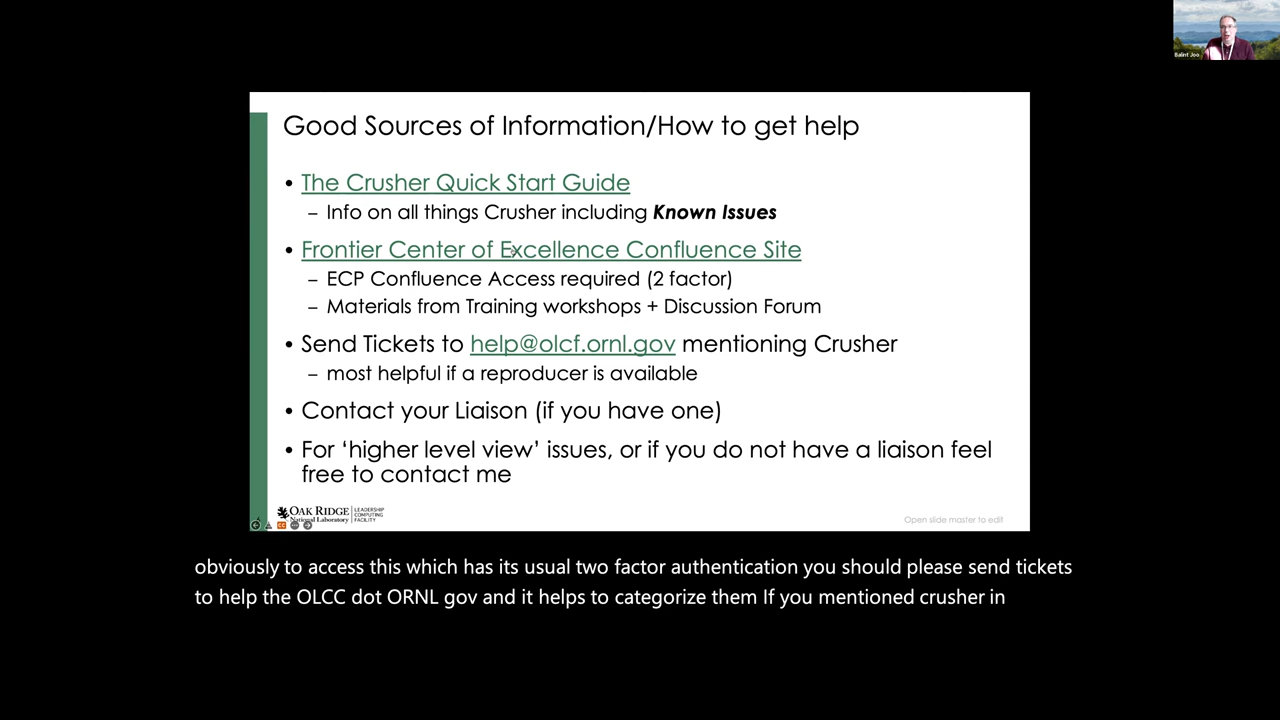 Balint Joo
Good Sources of Information/How to get help
• The Crusher Quick Start Guide
– Info on all things Crusher including Known Issues
• Frontier Center of Excellence Confluence Site
– ECP Confluence Access required (2 factor)
– Materials from Training workshops + Discussion Forum
• Send Tickets to help@olcf.ornl.gov mentioning Crusher
– most helpful if a reproducer is available
• Contact your Liaison (if you have one)
• For ‘higher level view’ issues, or if you do not have a liaison feel
free to contact me
OAK RIDGE
National Laboratory
LEADERSHIP
COMPUTING
FACILITY
Open slide master to edit
obviously to access this which has its usual two factor authentication you should please send tickets
to help the OLCC dot ORNL gov and it helps to categorize them If you mentioned crusher in